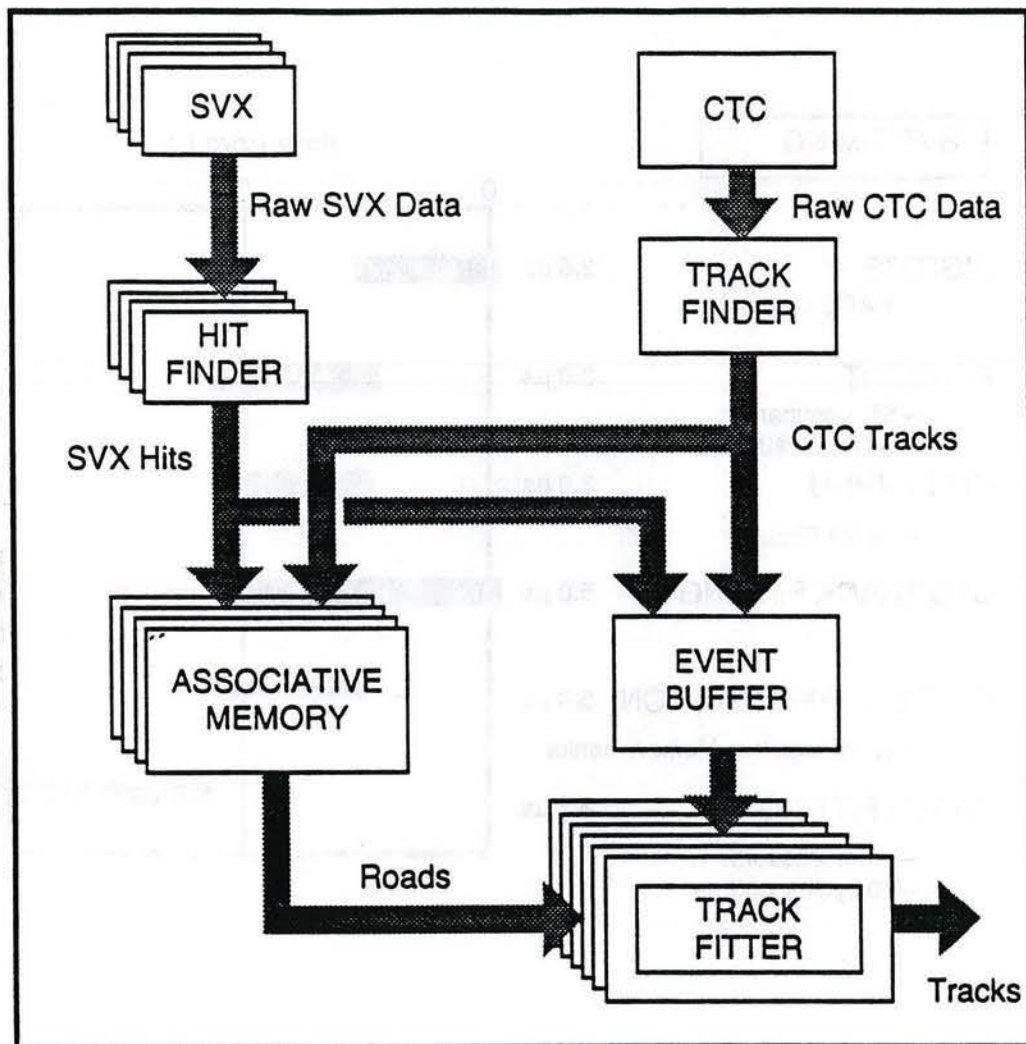 SVX
CTC
Raw SVX Data
Raw CTC Data
HIT
FINDER
TRACK
FINDER
SVX Hits
CTC Tracks
ASSOCIATIVE
MEMORY
EVENT
BUFFER
Roads
TRACK
FITTER
Tracks